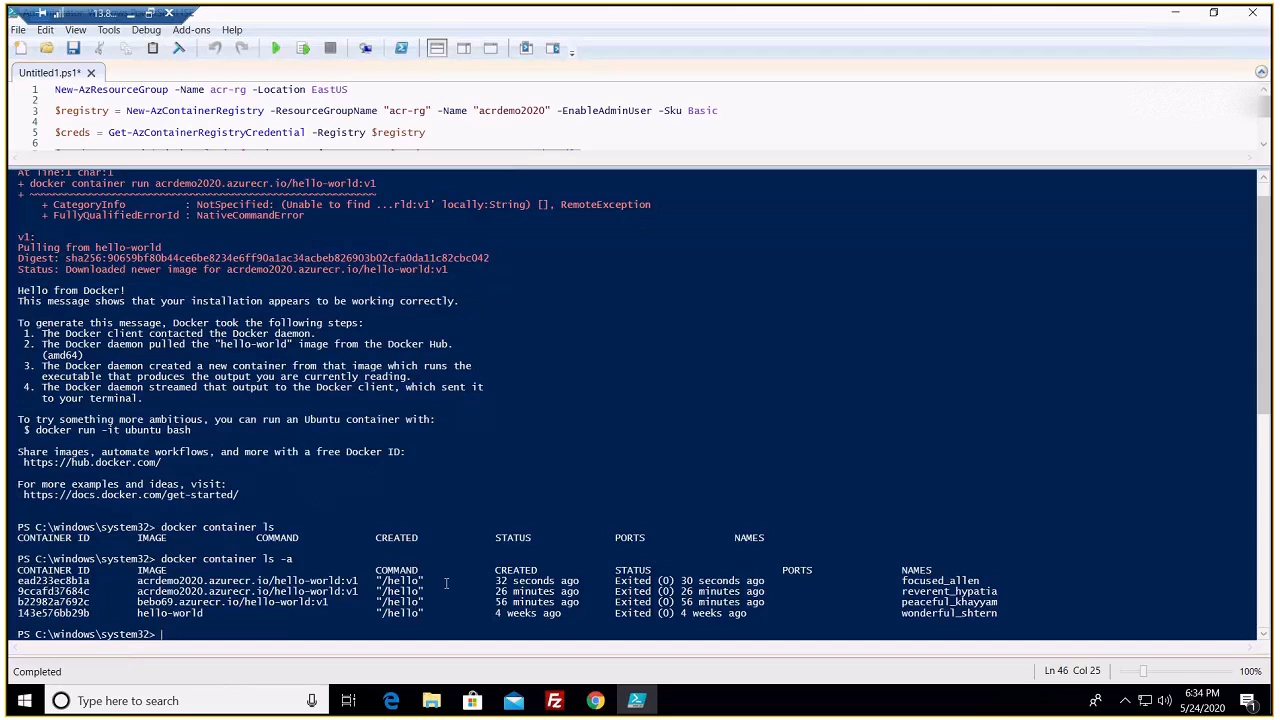 13.8...
File Edit View Tools Debug Add-ons Help
Untitled1.ps1*
1 New-AzResourceGroup -Name acr-rg -Location EastUS
2
3 $registry = New-AzContainerRegistry -ResourceGroupName "acr-rg" -Name "acrdemo2020" -EnableAdminUser -Sku Basic
4
5 $creds = Get-AzContainerRegistryCredential -Registry $registry
6
At line:1 char:1
+ docker container run acrdemo2020.azurecr.io/hello-world:v1
+ ~~~~~~~~~~~~~~~~~~~~~~~~~~~~~~~~~~~~~~~~~~~~~~~~~~~~~~~~~~
+ CategoryInfo : NotSpecified: (Unable to find ...rld:v1' locally:String) [], RemoteException
+ FullyQualifiedErrorId : NativeCommandError
v1:
Pulling from hello-world
Digest: sha256:90659bf80b44ce6be8234e6ff90a1ac34acbeb826903b02cfa0da11c82cbc042
Status: Downloaded newer image for acrdemo2020.azurecr.io/hello-world:v1
Hello from Docker!
This message shows that your installation appears to be working correctly.
To generate this message, Docker took the following steps:
1. The Docker client contacted the Docker daemon.
2. The Docker daemon pulled the "hello-world" image from the Docker Hub.
(amd64)
3. The Docker daemon created a new container from that image which runs the
executable that produces the output you are currently reading.
4. The Docker daemon streamed that output to the Docker client, which sent it
to your terminal.
To try something more ambitious, you can run an Ubuntu container with:
$ docker run -it ubuntu bash
Share images, automate workflows, and more with a free Docker ID:
https://hub.docker.com/
For more examples and ideas, visit:
https://docs.docker.com/get-started/
PS C:\windows\system32> docker container ls
CONTAINER ID IMAGE COMMAND CREATED STATUS PORTS NAMES
PS C:\windows\system32> docker container ls -a
CONTAINER ID IMAGE COMMAND CREATED STATUS PORTS NAMES
ead233ec8b1a acrdemo2020.azurecr.io/hello-world:v1 "/hello" 32 seconds ago Exited (0) 30 seconds ago focused_allen
9ccafd37684c acrdemo2020.azurecr.io/hello-world:v1 "/hello" 26 minutes ago Exited (0) 26 minutes ago reverent_hypatia
b22982a7692c bebo69.azurecr.io/hello-world:v1 "/hello" 56 minutes ago Exited (0) 56 minutes ago peaceful_khayyam
143e576bb29b hello-world "/hello" 4 weeks ago Exited (0) 4 weeks ago wonderful_shtern
PS C:\windows\system32>
Completed Ln 46 Col 25 100%
Type here to search
6:34 PM
5/24/2020
1